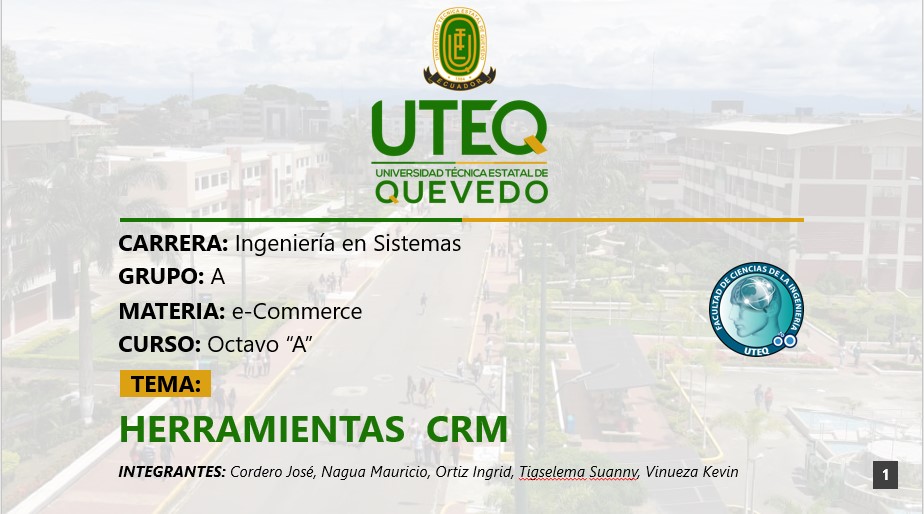 UNIVERSIDAD TÉCNICA ESTATAL DE QUEVEDO
ECUADOR
UTEQ
UNIVERSIDAD TÉCNICA ESTATAL DE
QUEVEDO
CARRERA: Ingeniería en Sistemas
GRUPO: A
MATERIA: e-Commerce
CURSO: Octavo “A”
FACULTAD DE CIENCIAS DE LA INGENIERÍA
UTEQ
TEMA:
HERRAMIENTAS CRM
INTEGRANTES: Cordero José, Nagua Mauricio, Ortiz Ingrid, Tigselema Suanny, Vinueza Kevin
1